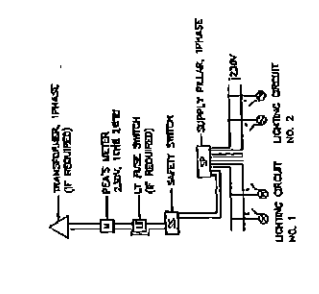 TRANSFORMER, 1PHASE
(IF REQUIRED)
PEA'S METER
M
LT FUSE SWITCH
(IF REQUIRED)
SAFETY SWITCH
SS
SUPPLY PILLAR, 1PHASE
SP
230V
LIGHTING CIRCUIT
NO. 1
LIGHTING CIRCUIT
NO. 2